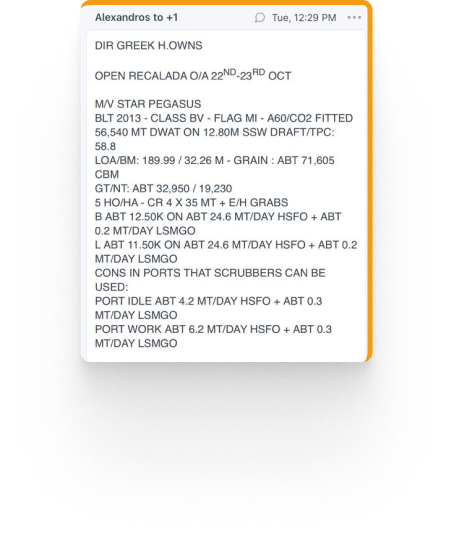 Alexandros to +1 Tue, 12:29 PM
DIR GREEK H.OWNS
OPEN RECALADA O/A 22ND-23RD OCT
M/V STAR PEGASUS
BLT 2013 - CLASS BV - FLAG MI - A60/CO2 FITTED
56,540 MT DWAT ON 12.80M SSW DRAFT/TPC:
58.8
LOA/BM: 189.99 / 32.26 M - GRAIN : ABT 71,605
CBM
GT/NT: ABT 32,950 / 19,230
5 HO/HA - CR 4 X 35 MT + E/H GRABS
B ABT 12.50K ON ABT 24.6 MT/DAY HSFO + ABT
0.2 MT/DAY LSMGO
L ABT 11.50K ON ABT 24.6 MT/DAY HSFO + ABT 0.2
MT/DAY LSMGO
CONS IN PORTS THAT SCRUBBERS CAN BE
USED:
PORT IDLE ABT 4.2 MT/DAY HSFO + ABT 0.3
MT/DAY LSMGO
PORT WORK ABT 6.2 MT/DAY HSFO + ABT 0.3
MT/DAY LSMGO